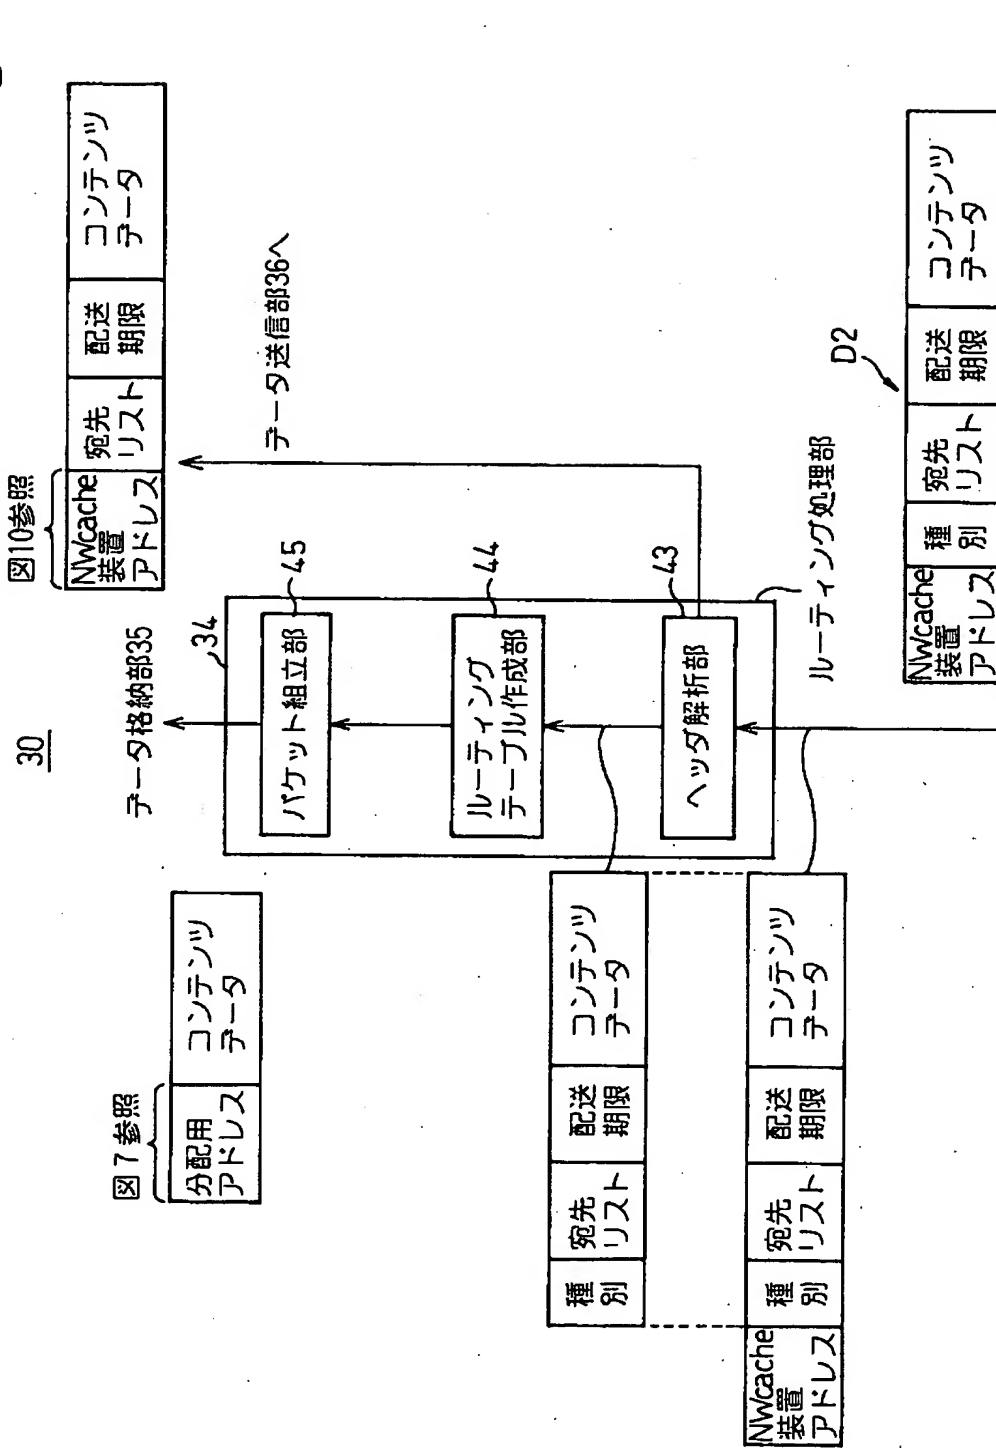 30
図7参照
分配用
アドレス
コンテンツ
データ
データ格納部35
図10参照
NWcache
装置
アドレス
宛先
リスト
配送
期限
コンテンツ
データ
34
パケット組立部
45
データ送信部36へ
ルーティング
テーブル作成部
44
種
別
宛先
リスト
配送
期限
コンテンツ
データ
ヘッダ解析部
43
NWcache
装置
アドレス
種
別
宛先
リスト
配送
期限
コンテンツ
データ
ルーティング処理部
D2
NWcache
装置
アドレス
種
別
宛先
リスト
配送
期限
コンテンツ
データ